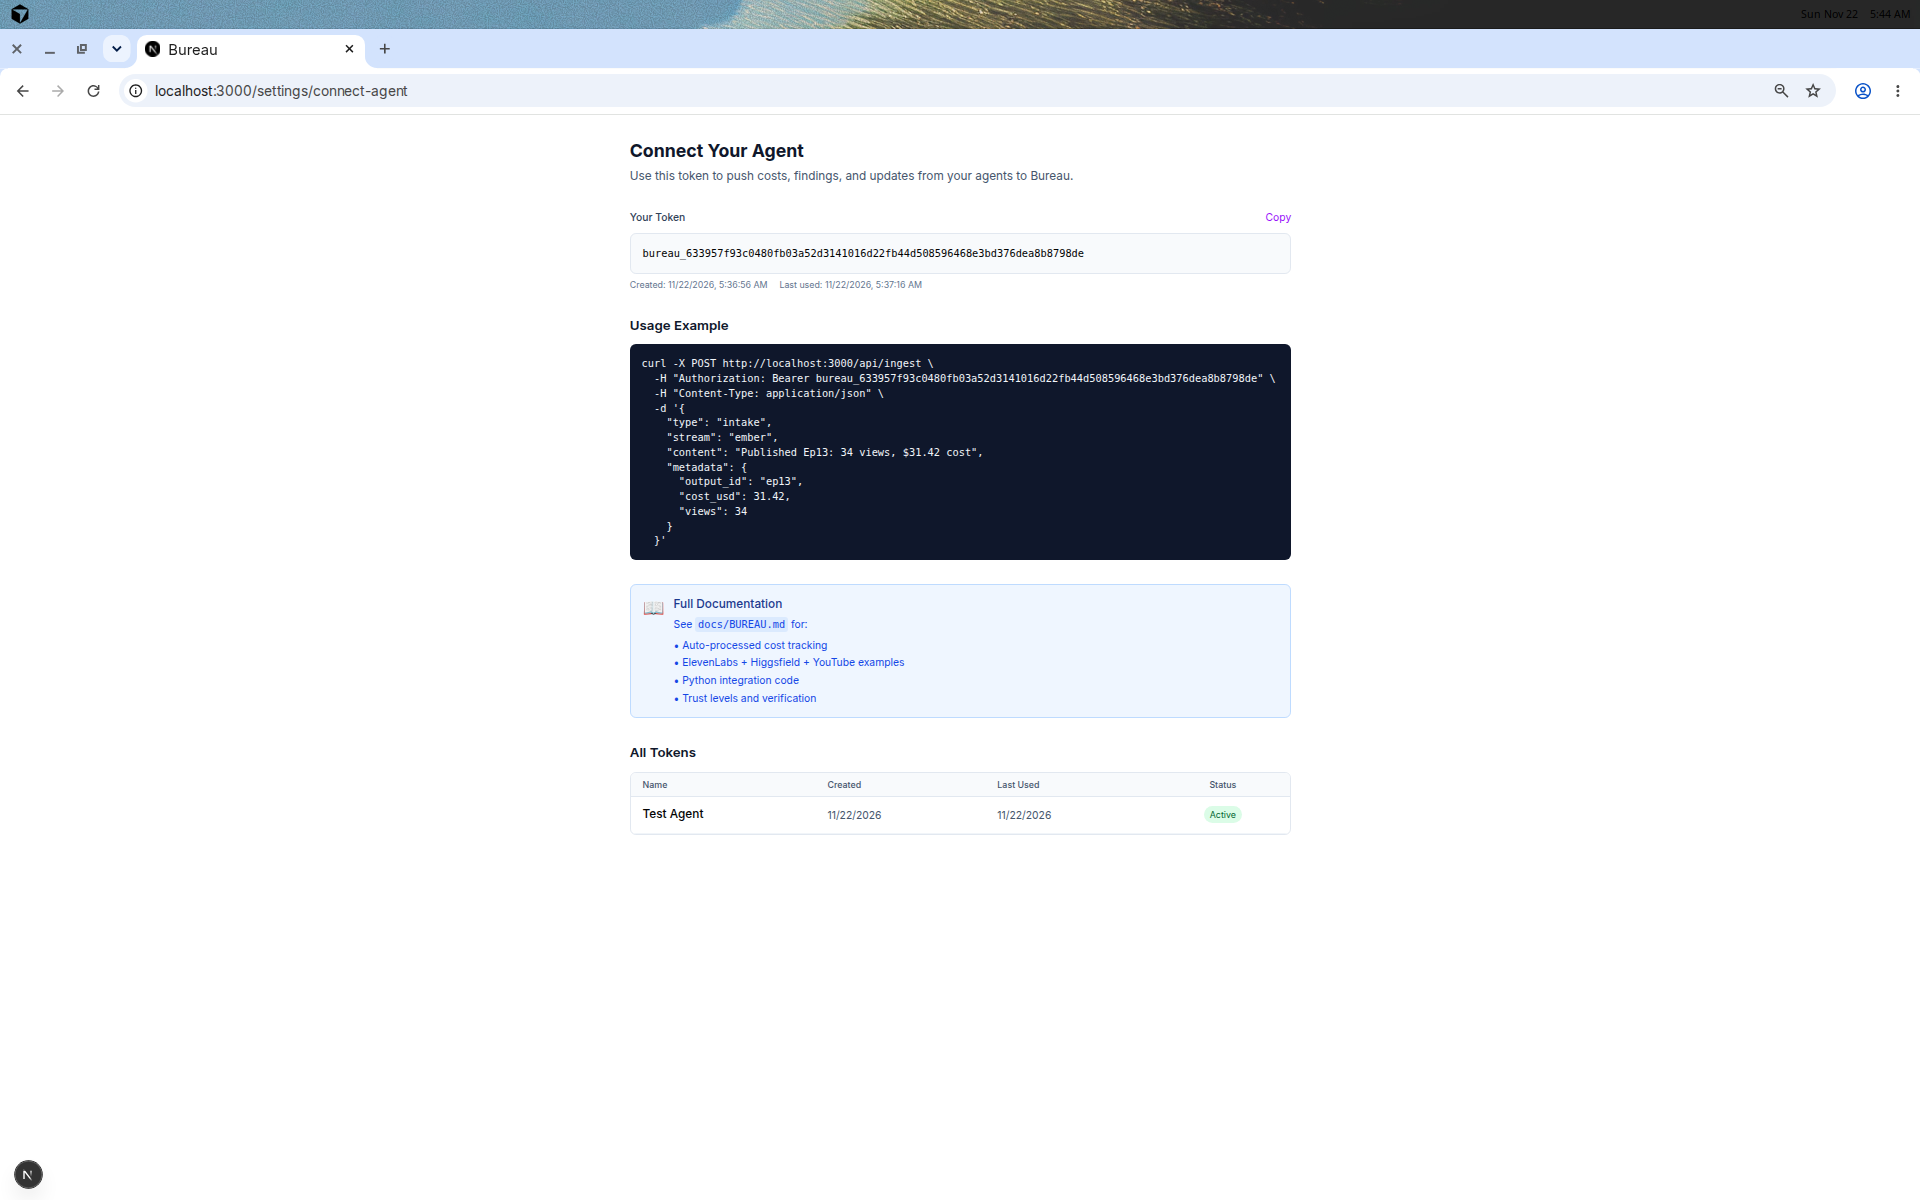 Sun Nov 22 5:44 AM
Bureau
localhost:3000/settings/connect-agent
Connect Your Agent
Use this token to push costs, findings, and updates from your agents to Bureau.
Your Token Copy
bureau_633957f93c0480fb03a52d3141016d22fb44d508596468e3bd376dea8b8798de
Created: 11/22/2026, 5:36:56 AM Last used: 11/22/2026, 5:37:16 AM
Usage Example
curl -X POST http://localhost:3000/api/ingest \
-H "Authorization: Bearer bureau_633957f93c0480fb03a52d3141016d22fb44d508596468e3bd376dea8b8798de" \
-H "Content-Type: application/json" \
-d '{
"type": "intake",
"stream": "ember",
"content": "Published Ep13: 34 views, $31.42 cost",
"metadata": {
"output_id": "ep13",
"cost_usd": 31.42,
"views": 34
}
}'
Full Documentation
See docs/BUREAU.md for:
• Auto-processed cost tracking
• ElevenLabs + Higgsfield + YouTube examples
• Python integration code
• Trust levels and verification
All Tokens
Name Created Last Used Status
Test Agent 11/22/2026 11/22/2026 Active
N